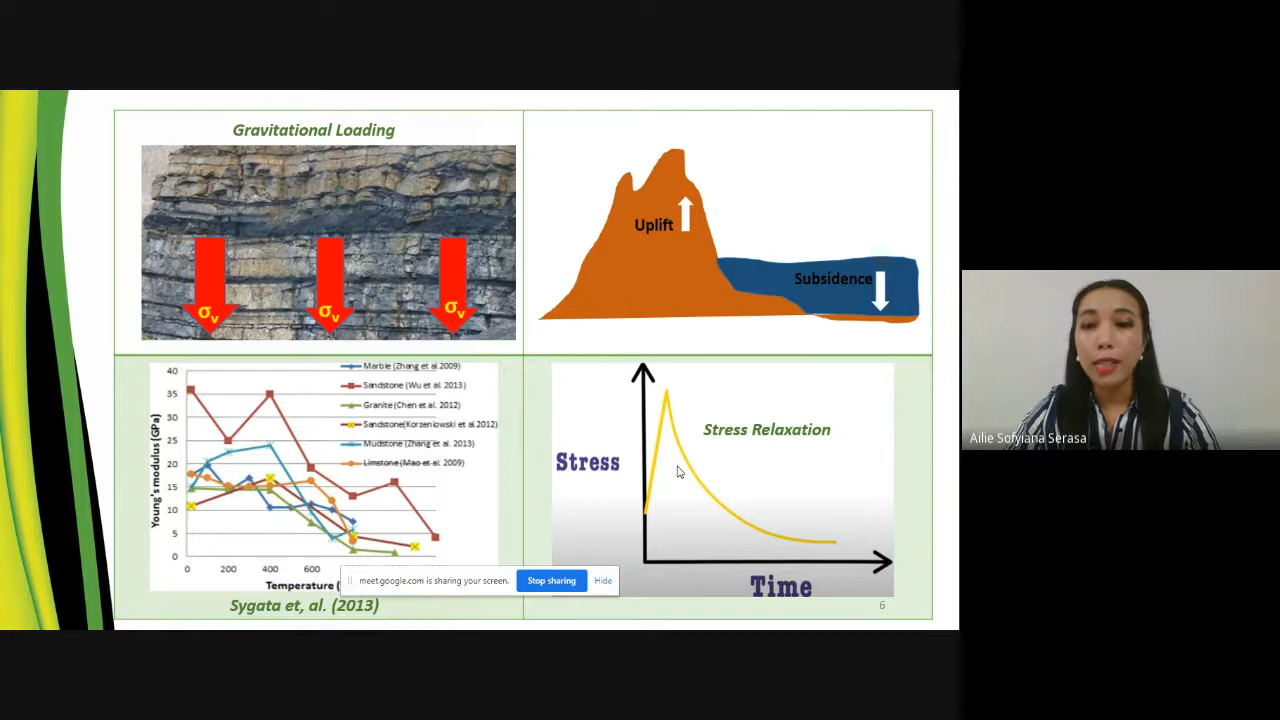 Gravitational Loading
σv
σv
σv
Uplift
Subsidence
40
35
30
25
20
15
10
5
0
Young's modulus (GPa)
0
200
400
600
Temperature (
Marble (Zhang et al.2009)
Sandstone (Wu et al. 2013)
Granite (Chen et al. 2012)
Sandstone(Korzeniowski et al.2012)
Mudstone (Zhang et al. 2013)
Limstone (Mao et al. 2009)
Sygata et, al. (2013)
Stress Relaxation
Stress
Time
6
meet.google.com is sharing your screen.
Stop sharing
Hide
Ailie Sofyiana Serasa